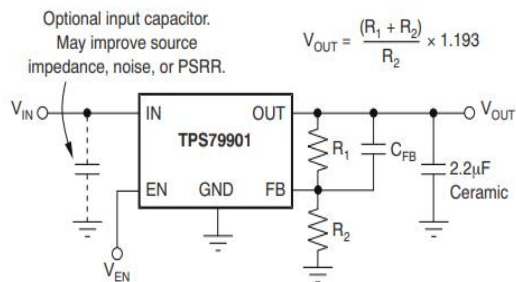 Optional input capacitor.
May improve source
impedance, noise, or PSRR.
V_OUT = (R_1 + R_2) / R_2 × 1.193
V_IN
IN
OUT
V_OUT
TPS79901
R_1
C_FB
2.2μF
Ceramic
EN
GND
FB
R_2
V_EN